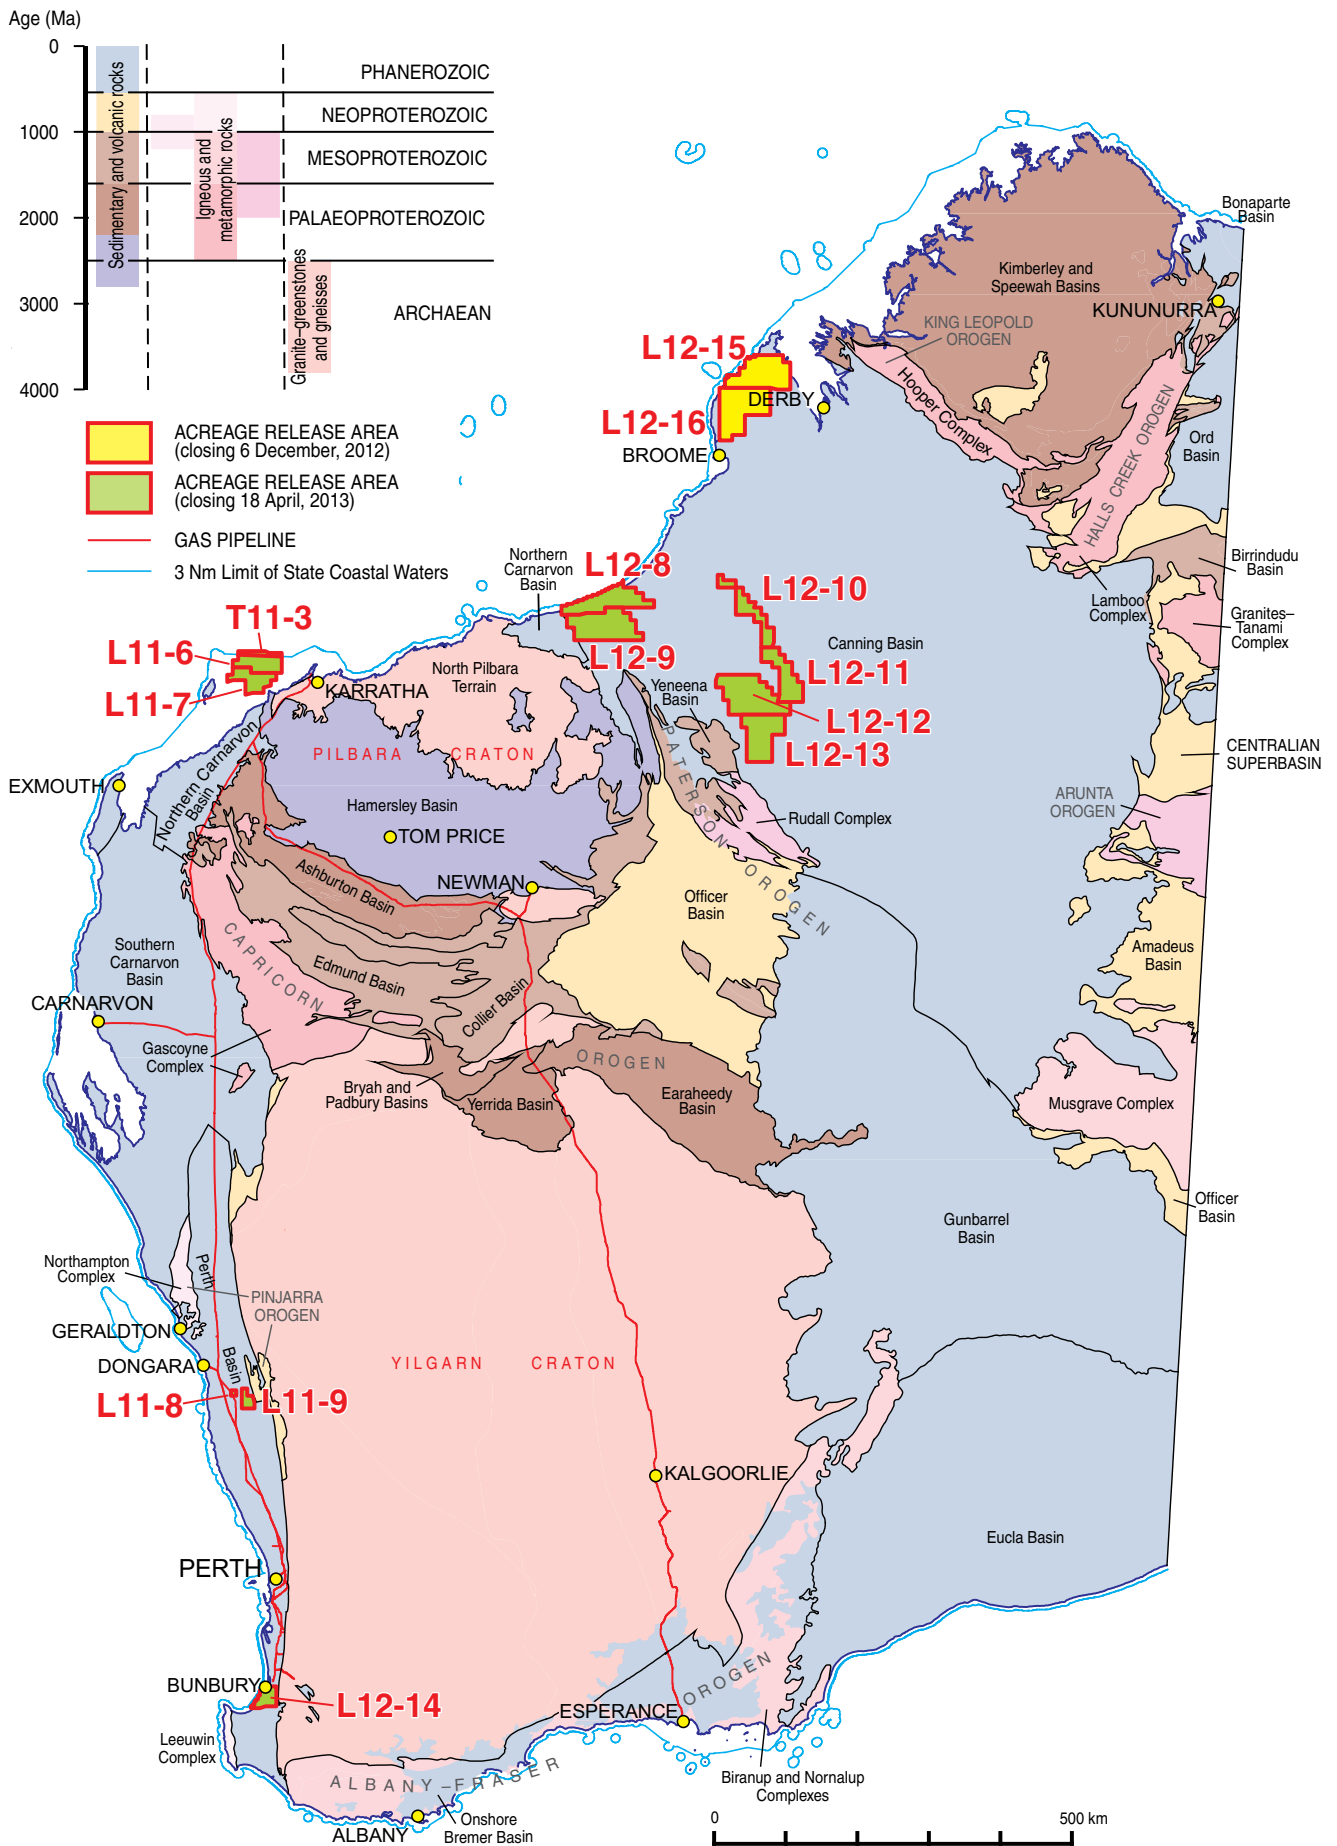 Age (Ma)
0
1000
2000
3000
4000
Sedimentary and volcanic rocks
Igneous and
metamorphic rocks
Granite-greenstones
and gneisses
PHANEROZOIC
NEOPROTEROZOIC
MESOPROTEROZOIC
PALAEOPROTEROZOIC
ARCHAEAN
ACREAGE RELEASE AREA
(closing 6 December, 2012)
ACREAGE RELEASE AREA
(closing 18 April, 2013)
GAS PIPELINE
3 Nm Limit of State Coastal Waters
Bonaparte
Basin
Kimberley and
Speewah Basins
KUNUNURRA
KING LEOPOLD
OROGEN
Hooper Complex
HALLS CREEK OROGEN
Ord
Basin
L12-15
DERBY
L12-16
BROOME
Birrindudu
Basin
Lamboo
Complex
Granites–
Tanami
Complex
Northern
Carnarvon
Basin
L12-8
L12-9
L12-10
Canning Basin
L12-11
L12-12
L12-13
T11-3
L11-6
L11-7
KARRATHA
North Pilbara
Terrain
Yeneena
Basin
PILBARA CRATON
PATERSON OROGEN
CENTRALIAN
SUPERBASIN
ARUNTA
OROGEN
EXMOUTH
Northern Carnarvon
Basin
Hamersley Basin
TOM PRICE
Rudall Complex
NEWMAN
Ashburton Basin
Officer
Basin
Amadeus
Basin
Southern
Carnarvon
Basin
CAPRICORN
Edmund Basin
Collier Basin
CARNARVON
Gascoyne
Complex
OROGEN
Bryah and
Padbury Basins
Yerrida Basin
Earaheedy
Basin
Musgrave Complex
Officer
Basin
Gunbarrel
Basin
Northampton
Complex
Perth
Basin
PINJARRA
OROGEN
GERALDTON
DONGARA
L11-8
L11-9
YILGARN CRATON
KALGOORLIE
Eucla Basin
PERTH
BUNBURY
L12-14
Leeuwin
Complex
ESPERANCE
OROGEN
ALBANY–FRASER
Biranup and Nornalup
Complexes
Onshore
Bremer Basin
ALBANY
0
500 km